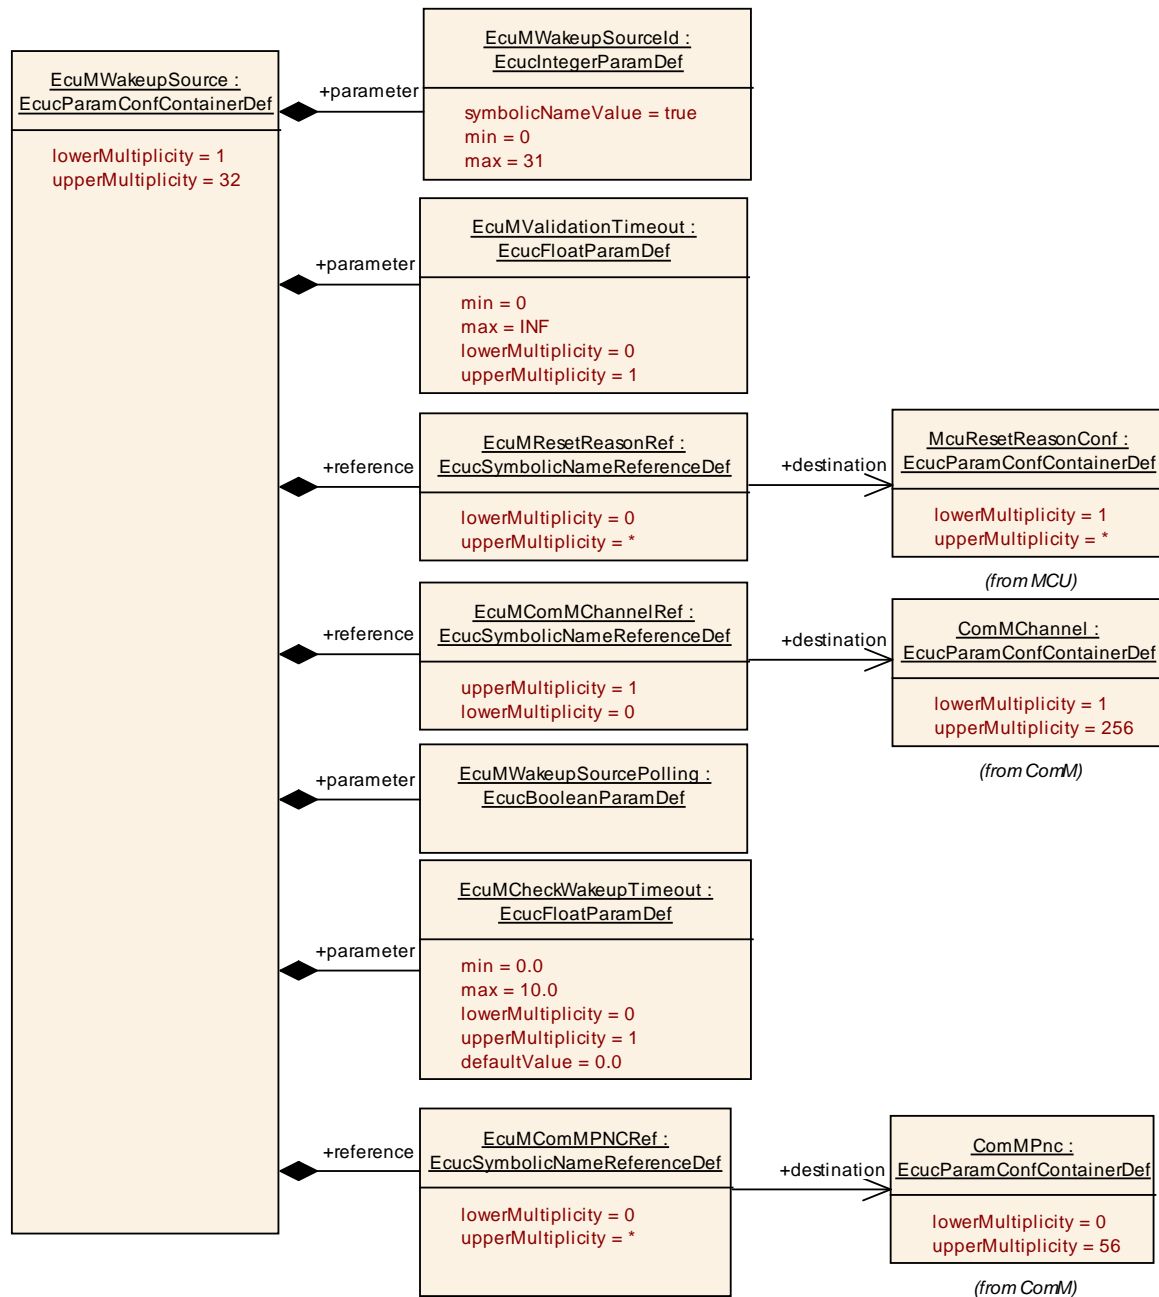 EcuMWakeupSource :
EcucParamConfContainerDef
lowerMultiplicity = 1
upperMultiplicity = 32
+parameter
EcuMWakeupSourceId :
EcucIntegerParamDef
symbolicNameValue = true
min = 0
max = 31
+parameter
EcuMValidationTimeout :
EcucFloatParamDef
min = 0
max = INF
lowerMultiplicity = 0
upperMultiplicity = 1
+reference
EcuMResetReasonRef :
EcucSymbolicNameReferenceDef
lowerMultiplicity = 0
upperMultiplicity = *
+destination
McuResetReasonConf :
EcucParamConfContainerDef
lowerMultiplicity = 1
upperMultiplicity = *
(from MCU)
+reference
EcuMComMChannelRef :
EcucSymbolicNameReferenceDef
upperMultiplicity = 1
lowerMultiplicity = 0
+destination
ComMChannel :
EcucParamConfContainerDef
lowerMultiplicity = 1
upperMultiplicity = 256
(from ComM)
+parameter
EcuMWakeupSourcePolling :
EcucBooleanParamDef
+parameter
EcuMCheckWakeupTimeout :
EcucFloatParamDef
min = 0.0
max = 10.0
lowerMultiplicity = 0
upperMultiplicity = 1
defaultValue = 0.0
+reference
EcuMComMPNCRef :
EcucSymbolicNameReferenceDef
lowerMultiplicity = 0
upperMultiplicity = *
+destination
ComMPnc :
EcucParamConfContainerDef
lowerMultiplicity = 0
upperMultiplicity = 56
(from ComM)